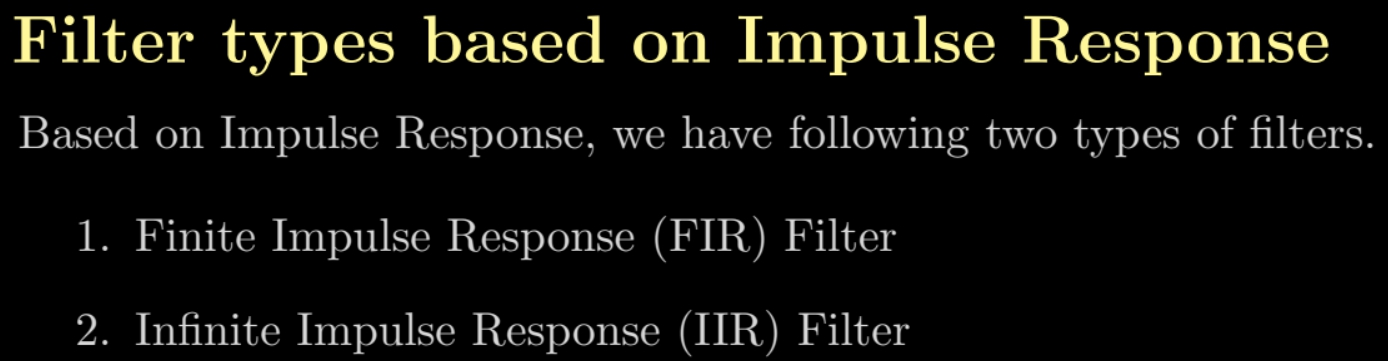 Filter types based on Impulse Response
Based on Impulse Response, we have following two types of filters.
1. Finite Impulse Response (FIR) Filter
2. Infinite Impulse Response (IIR) Filter